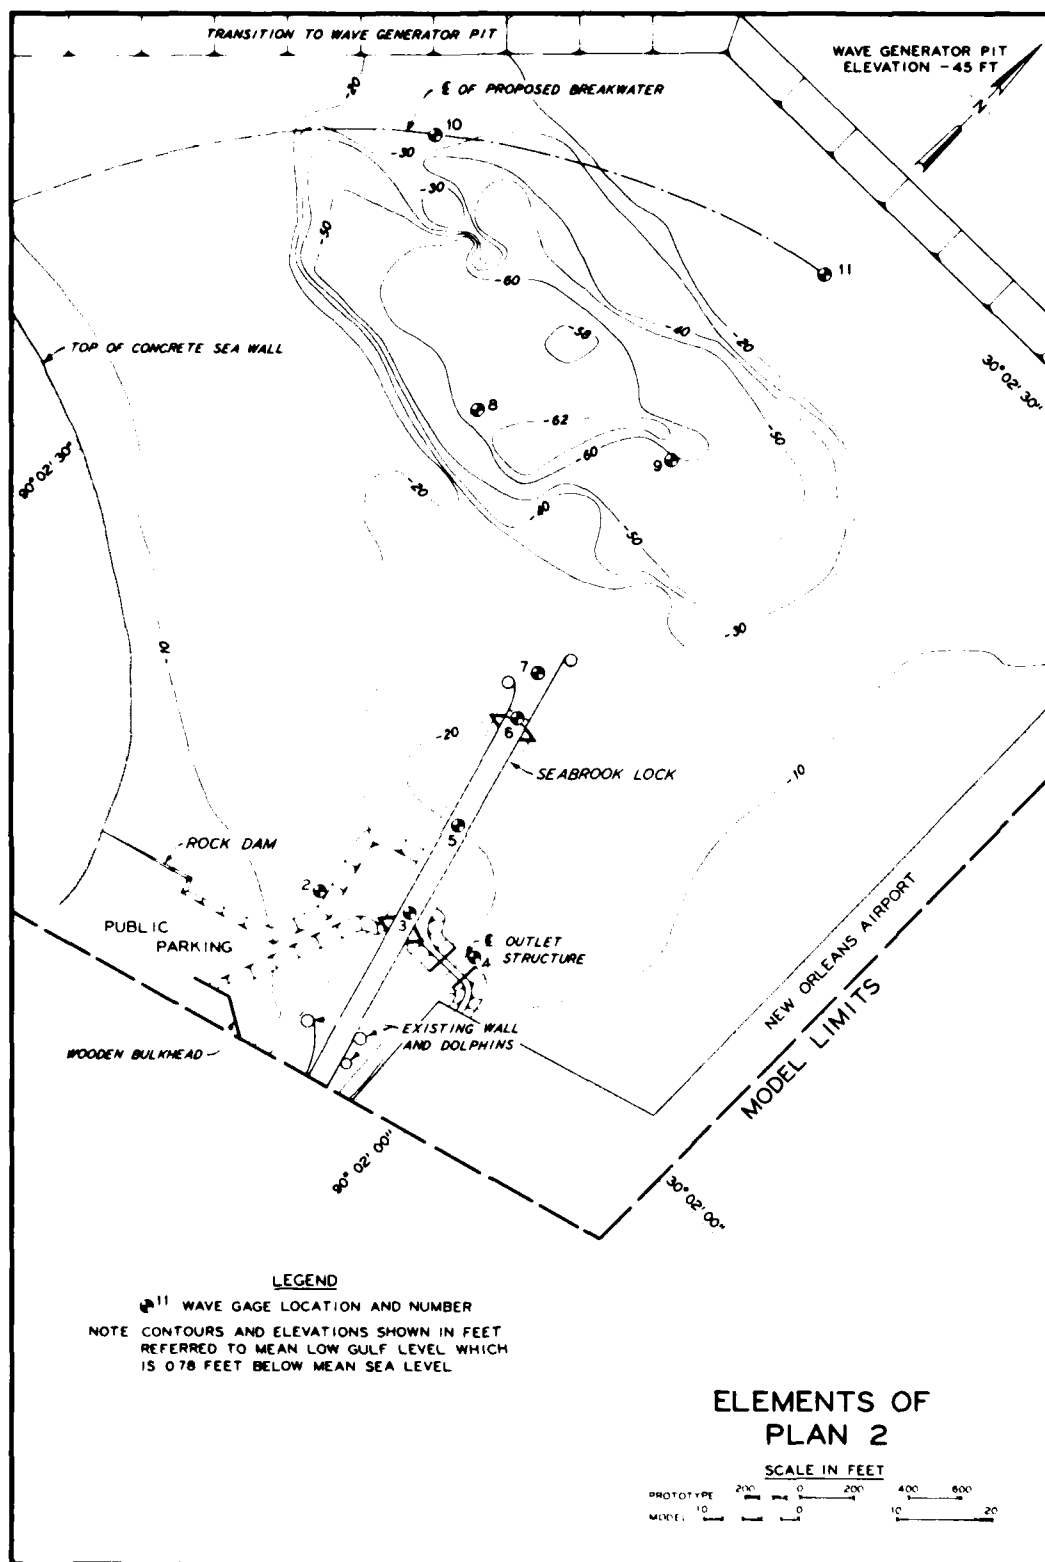 TRANSITION TO WAVE GENERATOR PIT
WAVE GENERATOR PIT
ELEVATION -45 FT
N
-20
℄ OF PROPOSED BREAKWATER
10
-30
-30
-50
-60
11
-58
-40
-20
TOP OF CONCRETE SEA WALL
30° 02' 30"
8
-62
-50
90° 02' 30"
-60
9
-20
-40
-50
-30
-10
7
6
-20
SEABROOK LOCK
-10
5
ROCK DAM
2
3
PUBLIC
PARKING
℄ OUTLET
STRUCTURE
4
NEW ORLEANS AIRPORT
MODEL LIMITS
EXISTING WALL
AND DOLPHINS
WOODEN BULKHEAD
90° 02' 00"
30° 02' 00"
LEGEND
11 WAVE GAGE LOCATION AND NUMBER
NOTE CONTOURS AND ELEVATIONS SHOWN IN FEET
REFERRED TO MEAN LOW GULF LEVEL WHICH
IS 0 78 FEET BELOW MEAN SEA LEVEL
ELEMENTS OF
PLAN 2
SCALE IN FEET
PROTOTYPE 200 0 200 400 600
MODEL 10 0 10 20